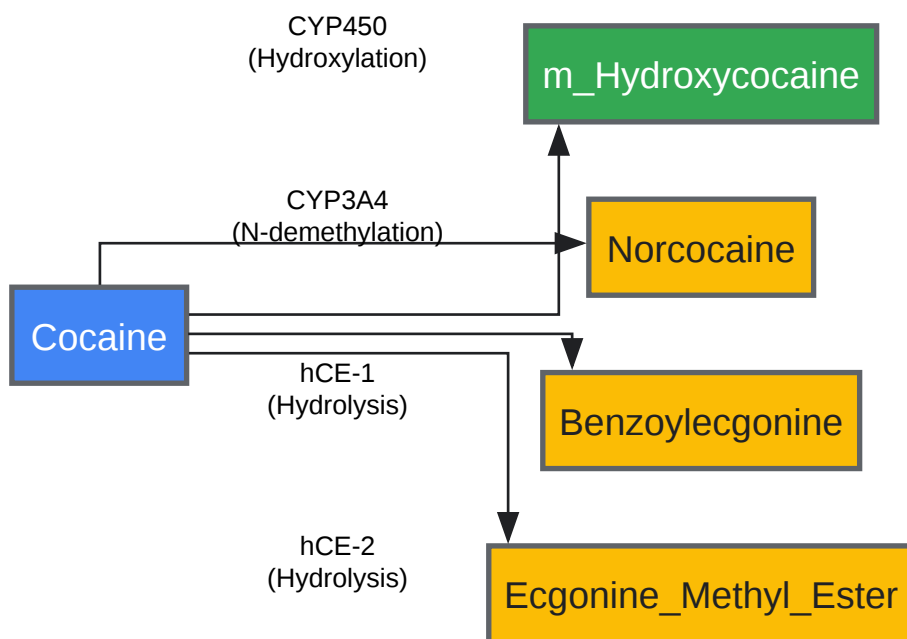 CYP450
(Hydroxylation)
m_Hydroxycocaine
CYP3A4
(N-demethylation)
Norcocaine
Cocaine
hCE-1
(Hydrolysis)
Benzoylecgonine
hCE-2
(Hydrolysis)
Ecgonine_Methyl_Ester